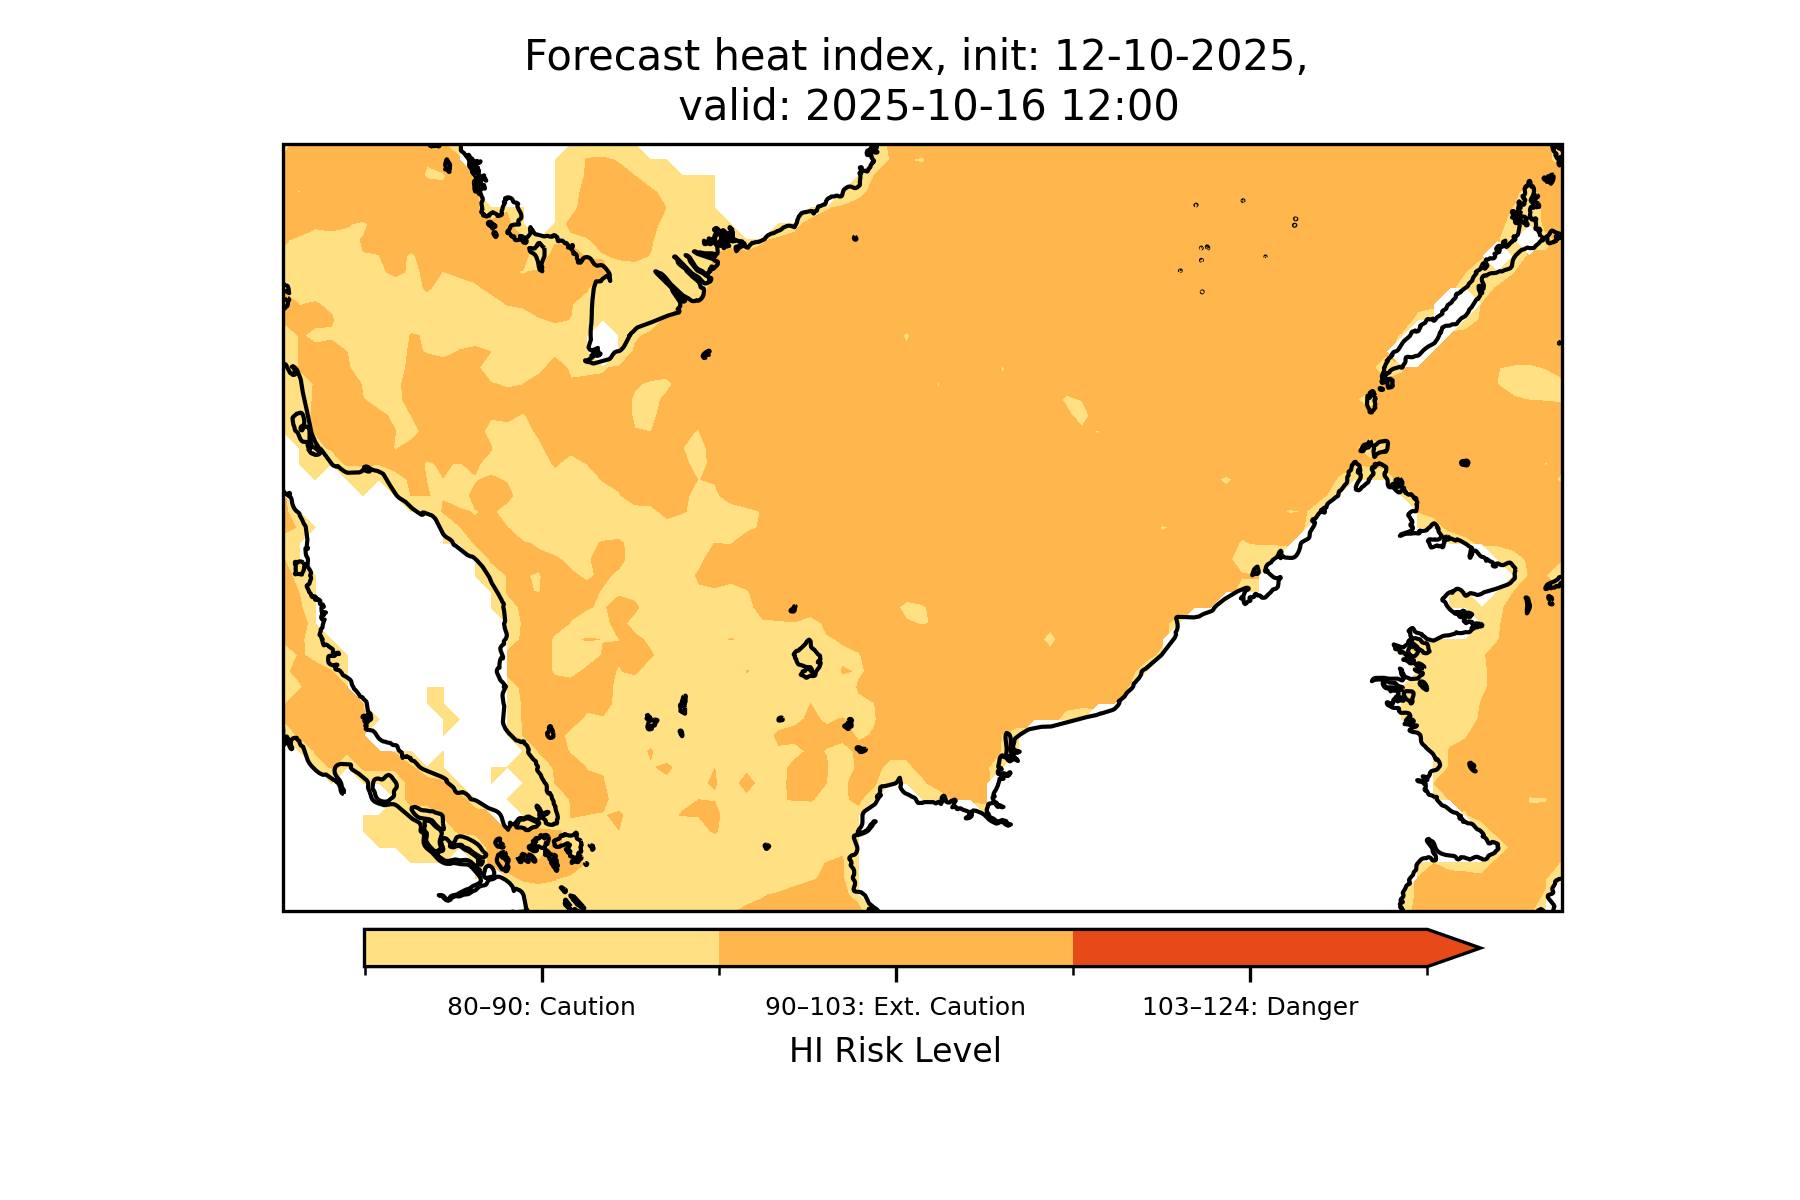 Forecast heat index, init: 12-10-2025,
valid: 2025-10-16 12:00
80–90: Caution
90–103: Ext. Caution
103–124: Danger
HI Risk Level